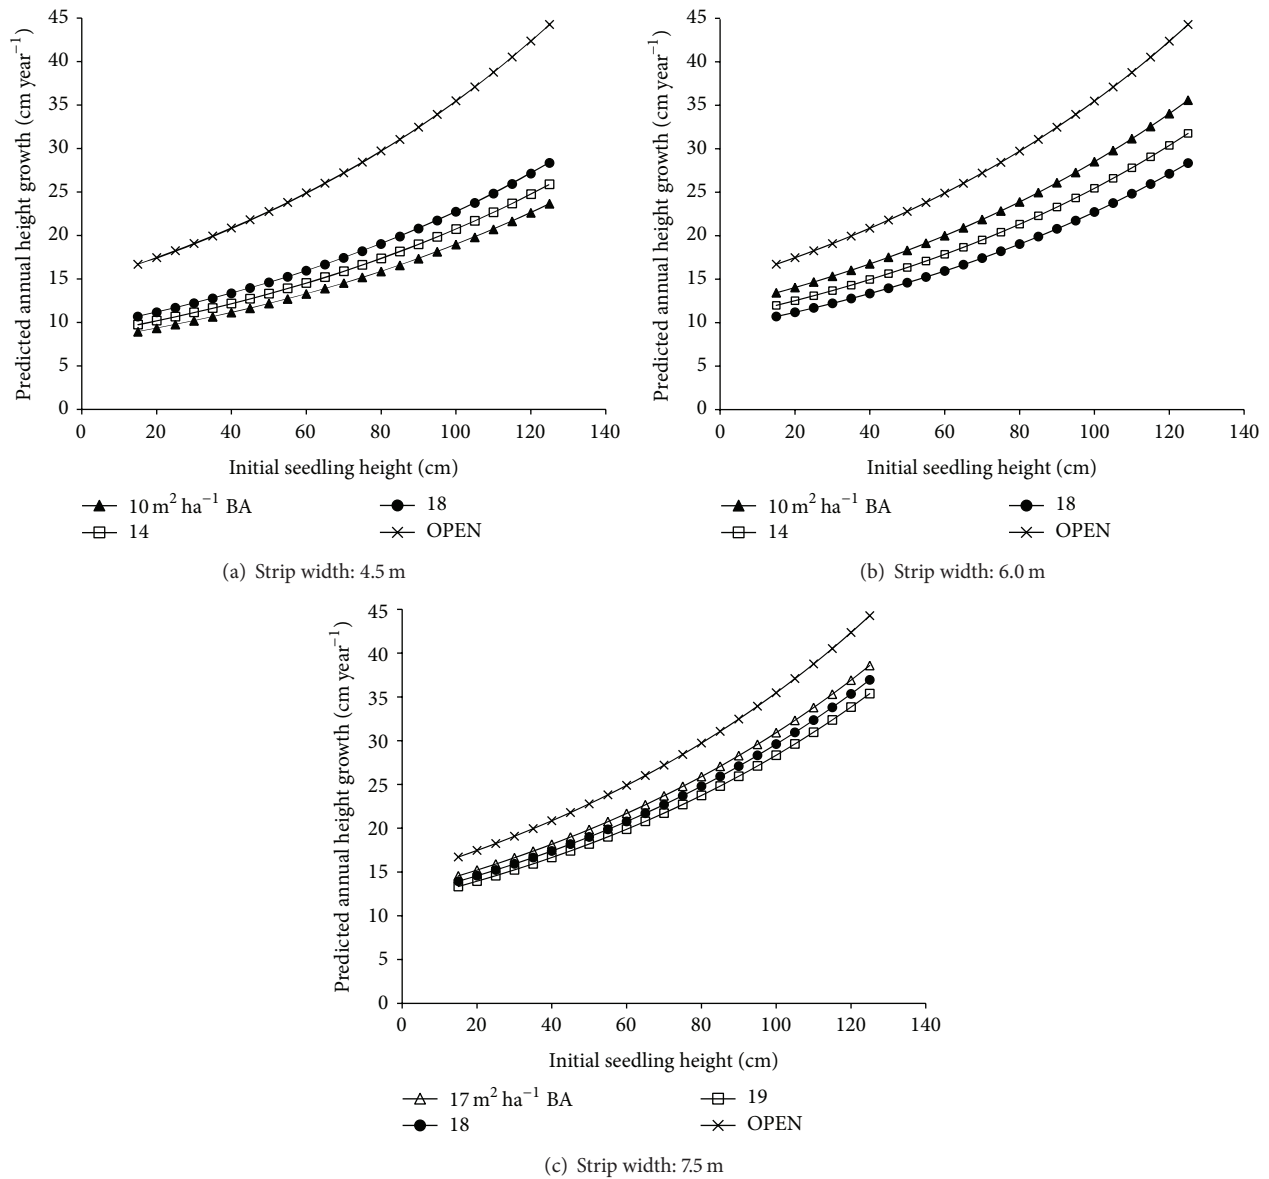 Predicted annual height growth (cm year⁻¹)
45
40
35
30
25
20
15
10
5
0
0 20 40 60 80 100 120 140
Initial seedling height (cm)
10 m² ha⁻¹ BA
14
18
OPEN
(a) Strip width: 4.5 m
Predicted annual height growth (cm year⁻¹)
45
40
35
30
25
20
15
10
5
0
0 20 40 60 80 100 120 140
Initial seedling height (cm)
10 m² ha⁻¹ BA
14
18
OPEN
(b) Strip width: 6.0 m
Predicted annual height growth (cm year⁻¹)
45
40
35
30
25
20
15
10
5
0
0 20 40 60 80 100 120 140
Initial seedling height (cm)
17 m² ha⁻¹ BA
18
19
OPEN
(c) Strip width: 7.5 m